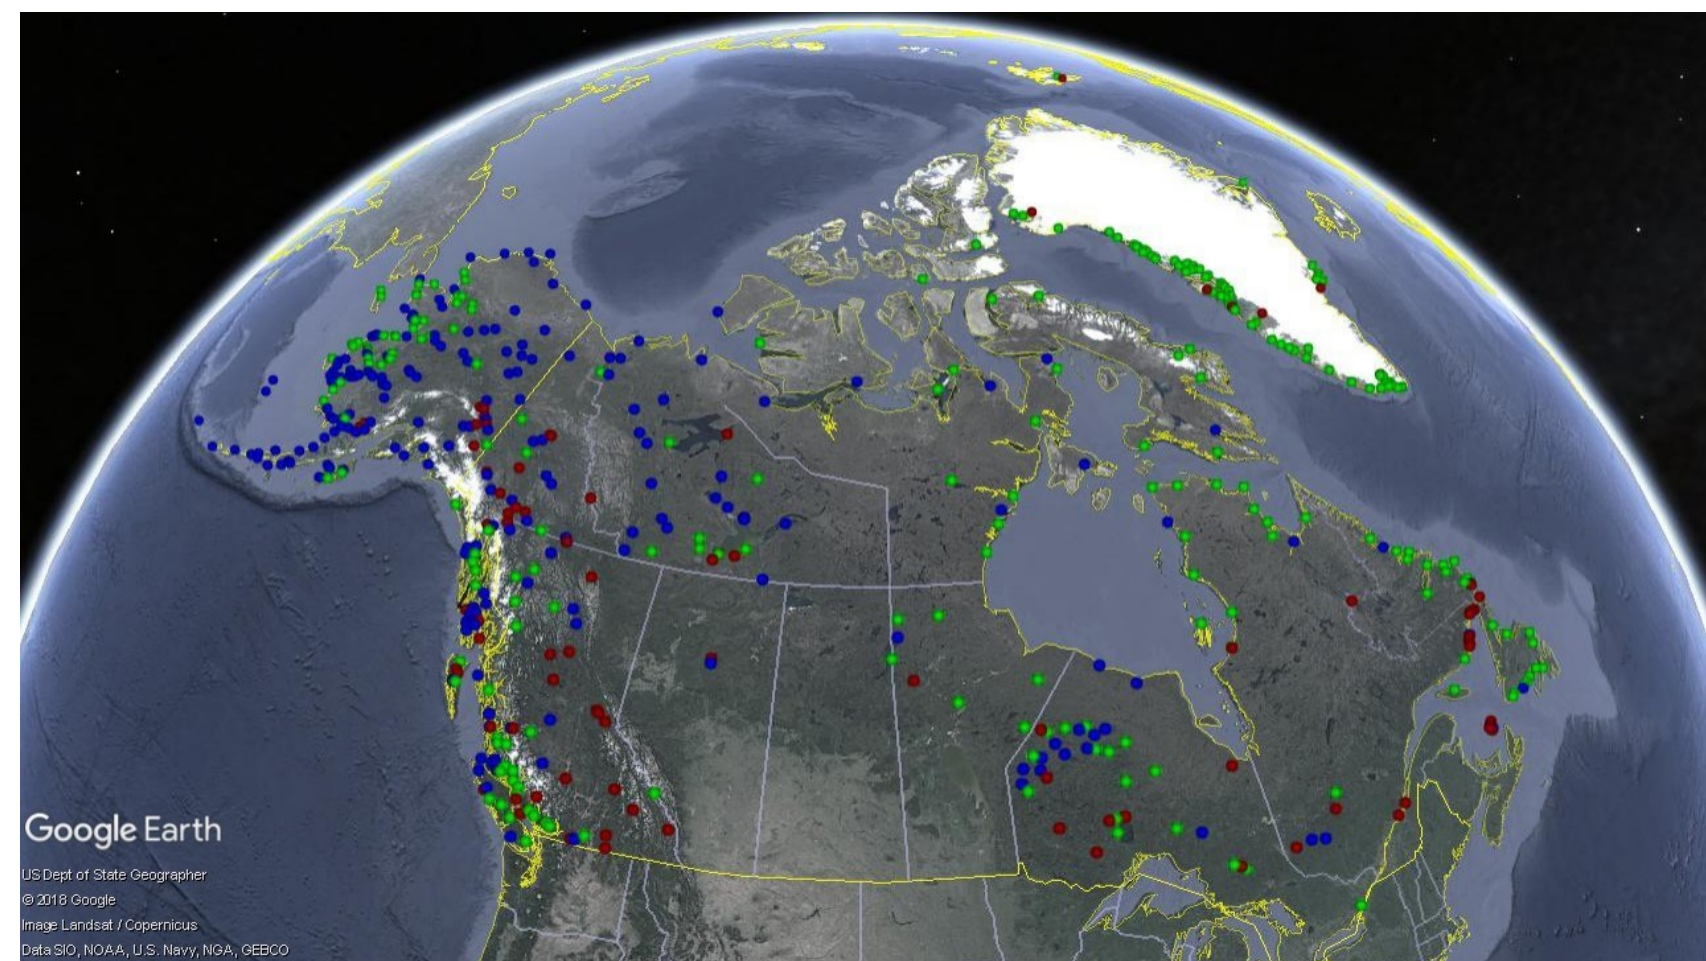 Google Earth
US Dept of State Geographer
© 2018 Google
Image Landsat / Copernicus
Data SIO, NOAA, U.S. Navy, NGA, GEBCO